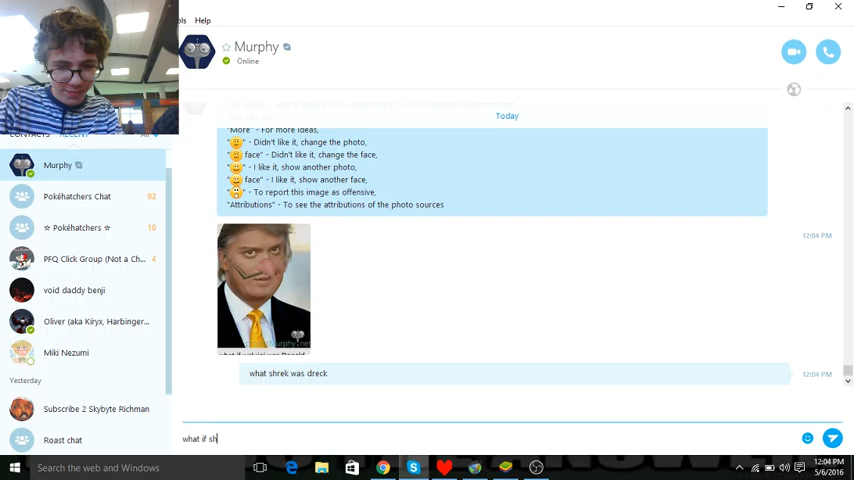 ols Help
Murphy
Online
CONTACTS RECENT All
Today
"More" - For more ideas,
"" - Didn't like it, change the photo,
" face" - Didn't like it, change the face,
"" - I like it, show another photo,
" face" - I like it, show another face,
"" - To report this image as offensive,
"Attributions" - To see the attributions of the photo sources
Murphy
Pokéhatchers Chat 92
☆ Pokéhatchers ☆ 10
PFQ Click Group (Not a Ch... 4
void daddy benji
Oliver (aka Kiryx, Harbinger...
Miki Nezumi
Yesterday
Subscribe 2 Skybyte Richman
Roast chat
12:04 PM
what if waluigi was Donald
what shrek was dreck
12:04 PM
what if sh
Search the web and Windows
12:04 PM
5/6/2016